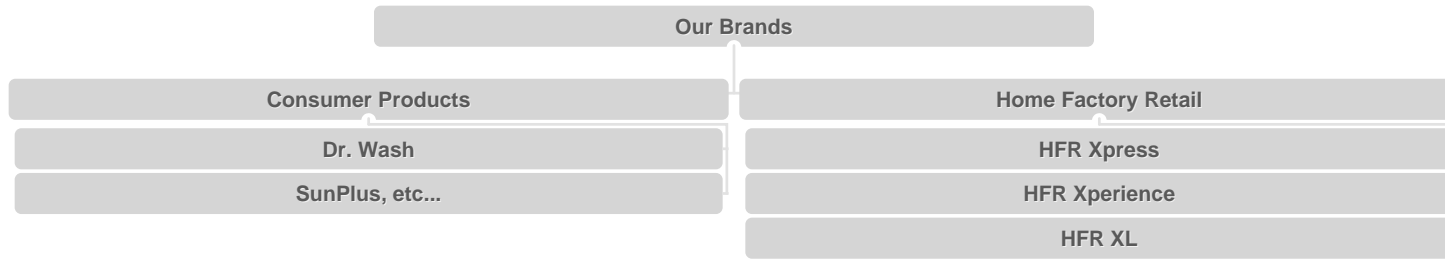 Our Brands
Consumer Products
Home Factory Retail
Dr. Wash
HFR Xpress
SunPlus, etc...
HFR Xperience
HFR XL